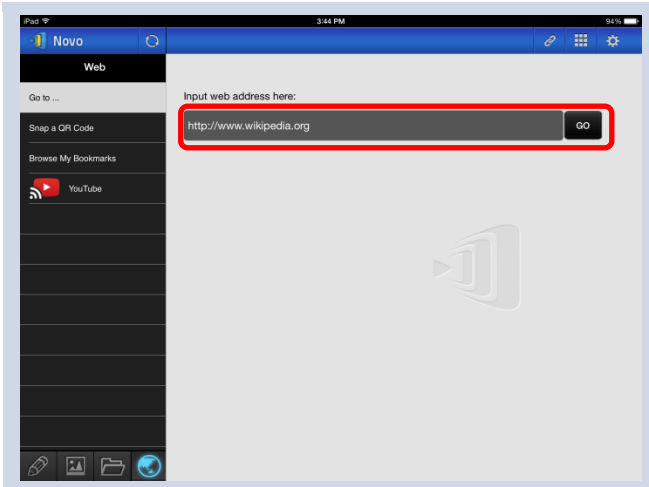 iPad 3:44 PM 94%
Novo
Web
Go to ...
Snap a QR Code
Browse My Bookmarks
YouTube
Input web address here:
http://www.wikipedia.org GO